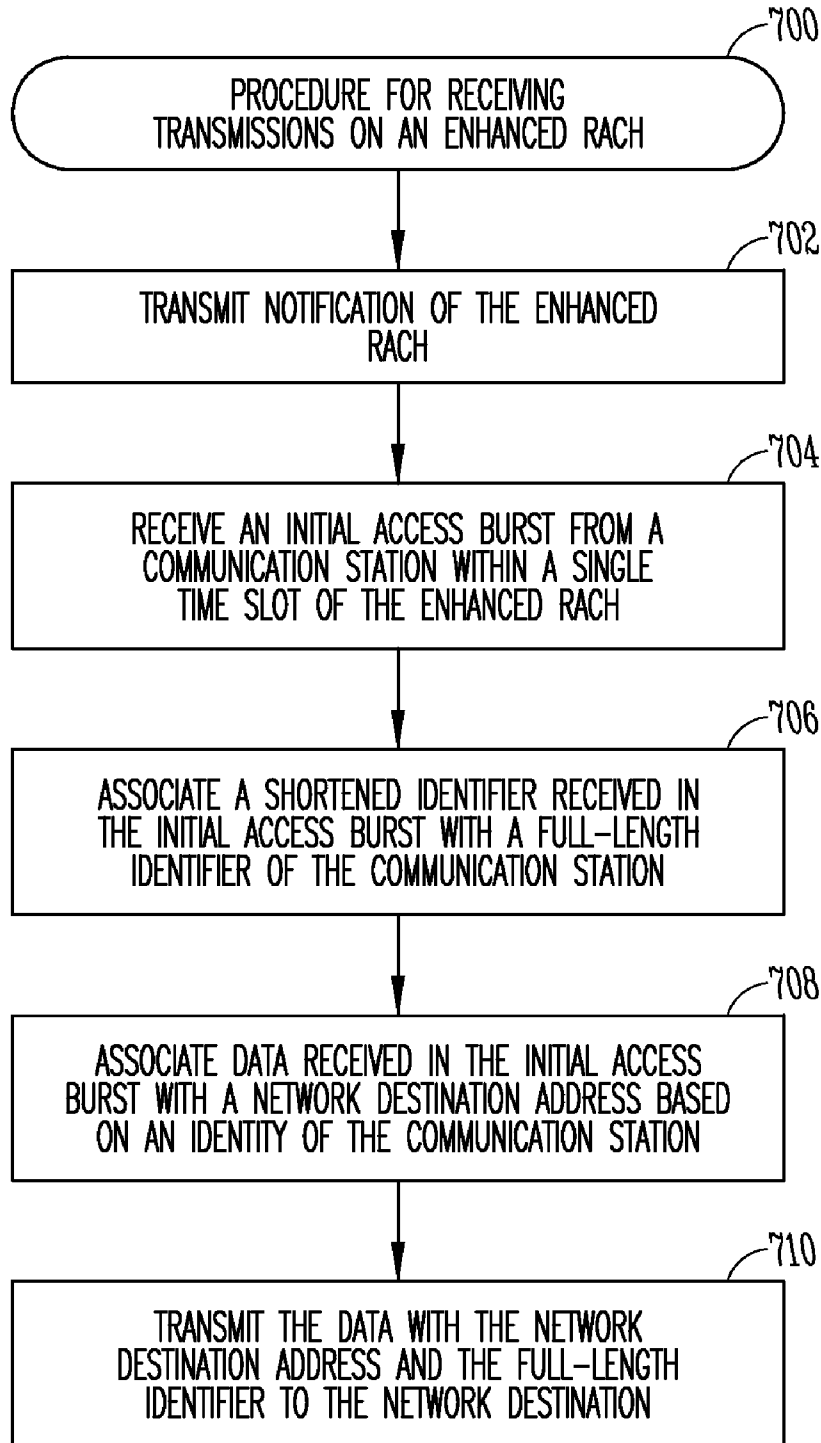 700
PROCEDURE FOR RECEIVING
TRANSMISSIONS ON AN ENHANCED RACH
702
TRANSMIT NOTIFICATION OF THE ENHANCED
RACH
704
RECEIVE AN INITIAL ACCESS BURST FROM A
COMMUNICATION STATION WITHIN A SINGLE
TIME SLOT OF THE ENHANCED RACH
706
ASSOCIATE A SHORTENED IDENTIFIER RECEIVED IN
THE INITIAL ACCESS BURST WITH A FULL-LENGTH
IDENTIFIER OF THE COMMUNICATION STATION
708
ASSOCIATE DATA RECEIVED IN THE INITIAL ACCESS
BURST WITH A NETWORK DESTINATION ADDRESS BASED
ON AN IDENTITY OF THE COMMUNICATION STATION
710
TRANSMIT THE DATA WITH THE NETWORK
DESTINATION ADDRESS AND THE FULL-LENGTH
IDENTIFIER TO THE NETWORK DESTINATION